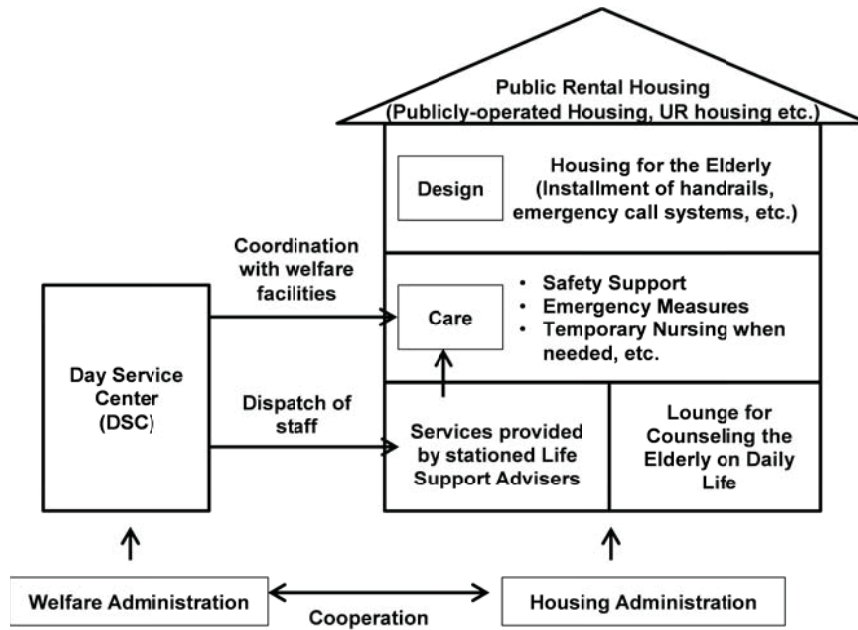 Public Rental Housing
(Publicly-operated Housing, UR housing etc.)
Design
Housing for the Elderly
(Installment of handrails,
emergency call systems, etc.)
Coordination
with welfare
facilities
Care
• Safety Support
• Emergency Measures
• Temporary Nursing when
needed, etc.
Day Service
Center
(DSC)
Dispatch of
staff
Services provided
by stationed Life
Support Advisers
Lounge for
Counseling the
Elderly on Daily
Life
Welfare Administration
Cooperation
Housing Administration